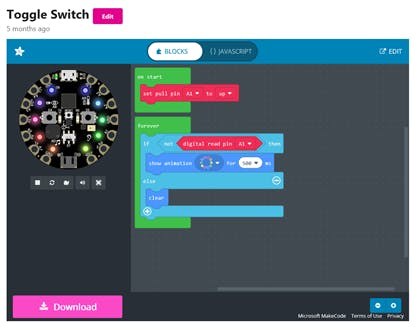 Toggle Switch Edit
5 months ago
BLOCKS {} JAVASCRIPT EDIT
on start
set pull pin A1 to up
forever
if not digital read pin A1 then
show animation for 500 ms
else
clear
Download
Microsoft MakeCode Terms of Use Privacy